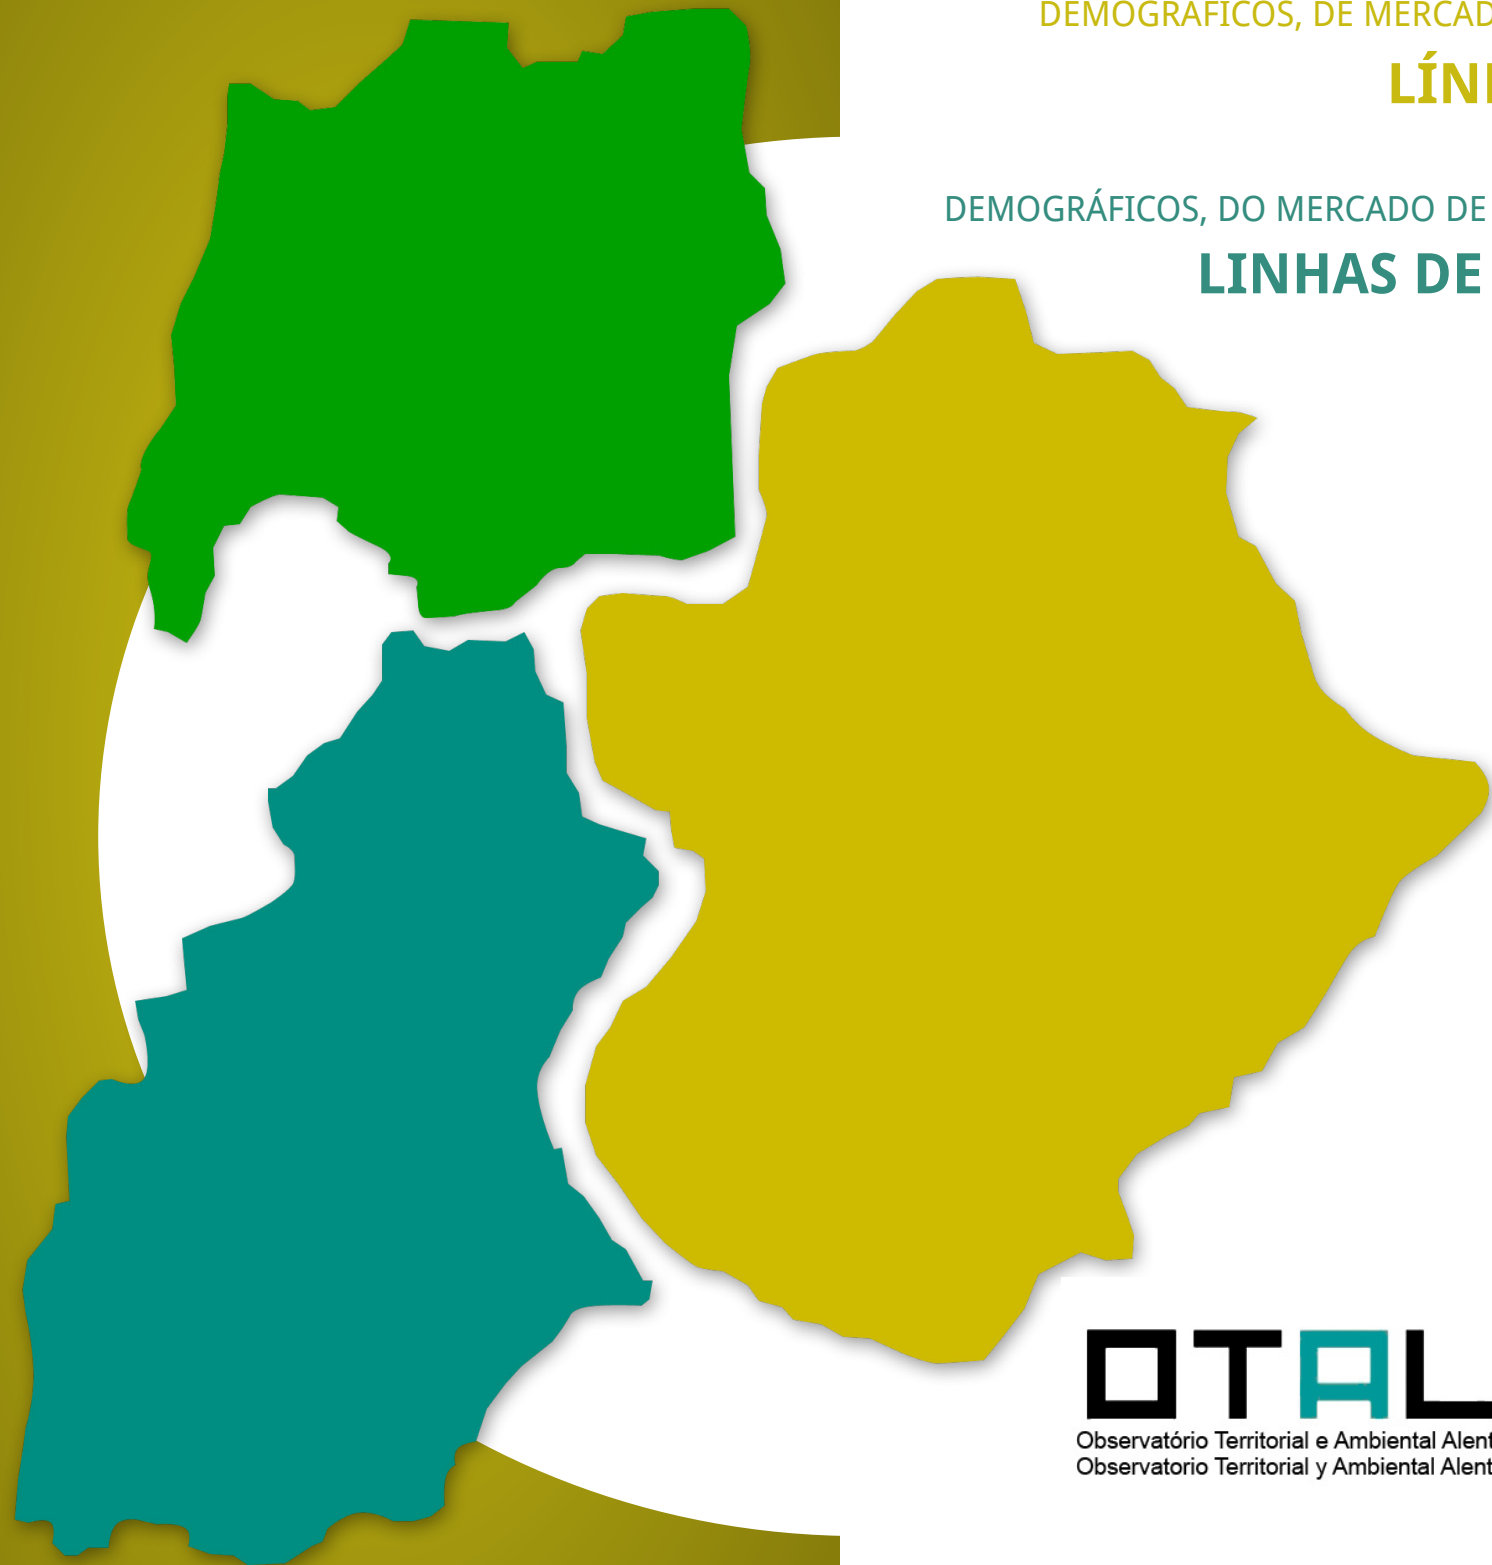 DEMOGRÁFICOS, DE MERCAD
LÍN
DEMOGRÁFICOS, DO MERCADO DE
LINHAS DE
OTAL
Observatório Territorial e Ambiental Alent
Observatorio Territorial y Ambiental Alent